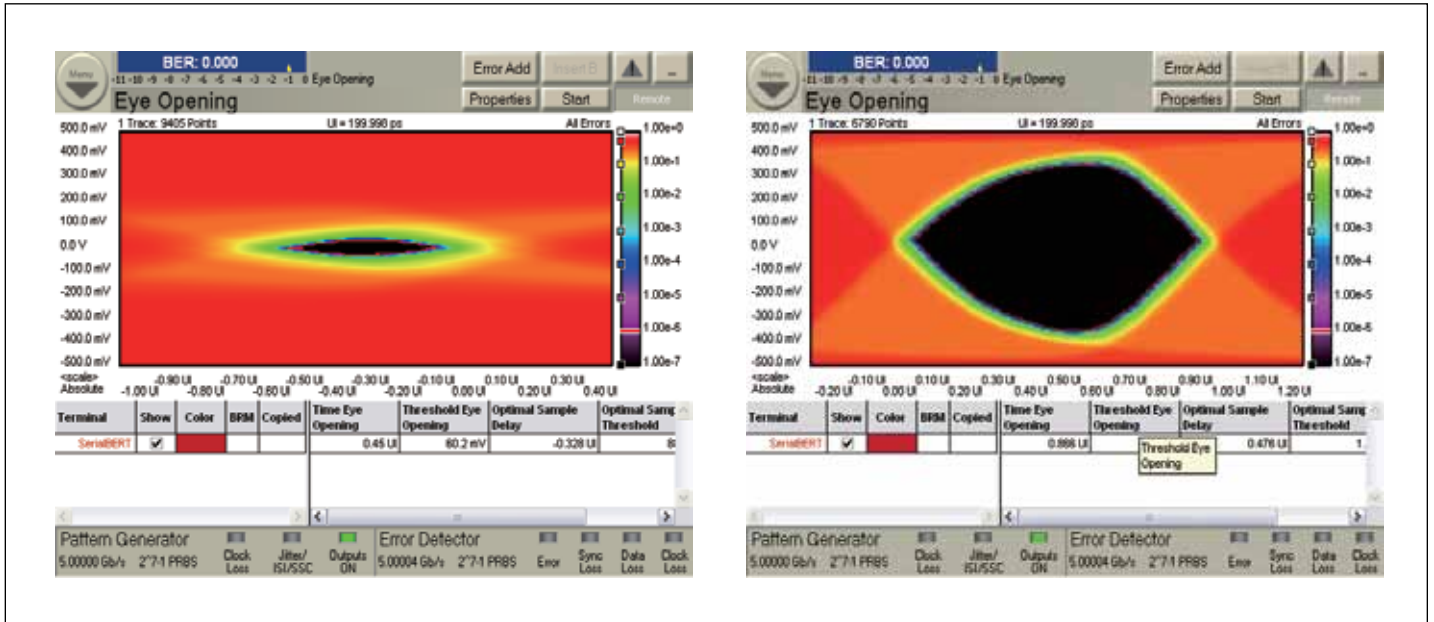 BER: 0.000
-11 -10 -9 -8 -7 -6 -5 -4 -3 -2 -1 0 Eye Opening
Menu
Error Add
Insert B
Eye Opening
Properties
Start
Remote
1 Trace: 9405 Points
UI = 199.998 ps
All Errors
500.0 mV
400.0 mV
300.0 mV
200.0 mV
100.0 mV
0.0 V
-100.0 mV
-200.0 mV
-300.0 mV
-400.0 mV
-500.0 mV
1.00e+0
1.00e-1
1.00e-2
1.00e-3
1.00e-4
1.00e-5
1.00e-6
1.00e-7
<scale>
-0.90 UI -0.70 UI -0.50 UI -0.30 UI -0.10 UI 0.10 UI 0.30 UI
Absolute -1.00 UI -0.80 UI -0.60 UI -0.40 UI -0.20 UI 0.00 UI 0.20 UI 0.40 UI
Terminal Show Color BRM Copied Time Eye Opening Threshold Eye Opening Optimal Sample Delay Optimal Samp Threshold
SerialBERT 0.45 UI 60.2 mV -0.328 UI
Pattern Generator
5.00000 Gb/s 2^7-1 PRBS
Clock Loss
Jitter/ ISI/SSC
Outputs ON
Error Detector
5.00004 Gb/s 2^7-1 PRBS
Error
Sync Loss
Data Loss
Clock Loss
BER: 0.000
-11 -10 -9 -8 -7 -6 -5 -4 -3 -2 -1 0 Eye Opening
Menu
Error Add
Eye Opening
Properties
Start
Remote
1 Trace: 6790 Points
UI = 199.998 ps
All Errors
500.0 mV
400.0 mV
300.0 mV
200.0 mV
100.0 mV
0.0 V
-100.0 mV
-200.0 mV
-300.0 mV
-400.0 mV
-500.0 mV
1.00e+0
1.00e-1
1.00e-2
1.00e-3
1.00e-4
1.00e-5
1.00e-6
1.00e-7
<scale>
-0.10 UI 0.10 UI 0.30 UI 0.50 UI 0.70 UI 0.90 UI 1.10 UI
Absolute -0.20 UI 0.00 UI 0.20 UI 0.40 UI 0.60 UI 0.80 UI 1.00 UI 1.20 UI
Terminal Show Color BRM Copied Time Eye Opening Threshold Eye Opening Optimal Sample Delay Optimal Samp Threshold
SerialBERT 0.476 UI 1
Threshold Eye Opening
Pattern Generator
5.00000 Gb/s 2^7-1 PRBS
Clock Loss
Jitter/ ISI/SSC
Outputs ON
Error Detector
5.00004 Gb/s 2^7-1 PRBS
Error
Sync Loss
Data Loss
Clock Loss